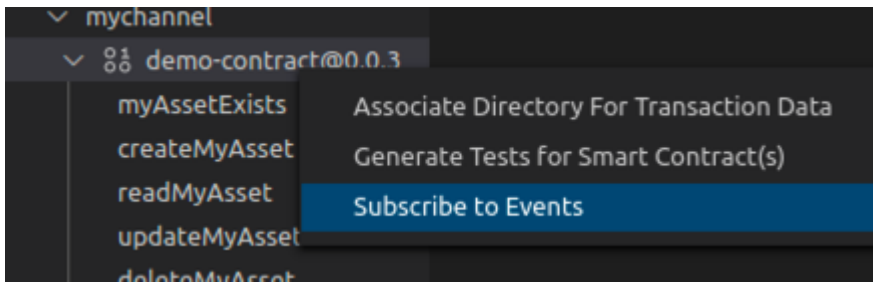 mychannel
demo-contract@0.0.3
myAssetExists
createMyAsset
readMyAsset
updateMyAsset
deleteMyAsset
Associate Directory For Transaction Data
Generate Tests for Smart Contract(s)
Subscribe to Events